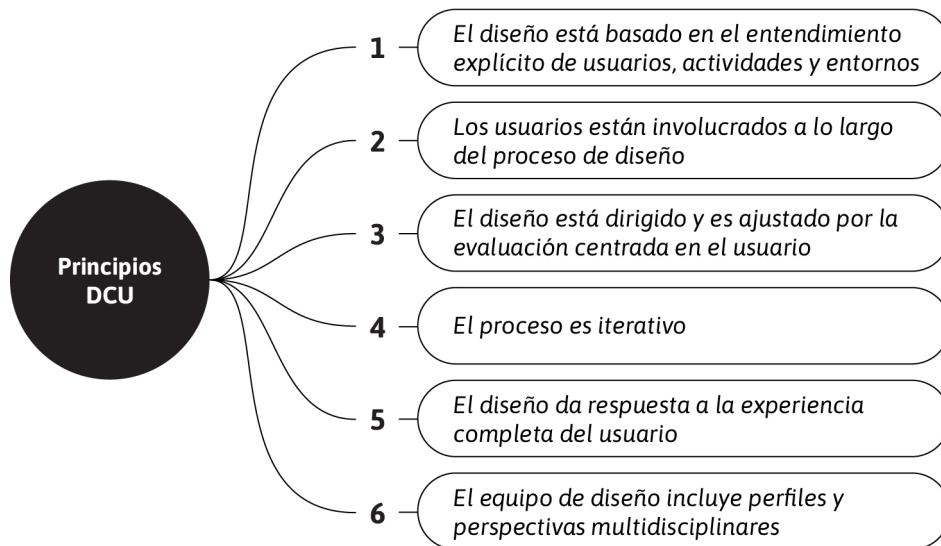 Principios
DCU
1
El diseño está basado en el entendimiento
explícito de usuarios, actividades y entornos
2
Los usuarios están involucrados a lo largo
del proceso de diseño
3
El diseño está dirigido y es ajustado por la
evaluación centrada en el usuario
4
El proceso es iterativo
5
El diseño da respuesta a la experiencia
completa del usuario
6
El equipo de diseño incluye perfiles y
perspectivas multidisciplinares